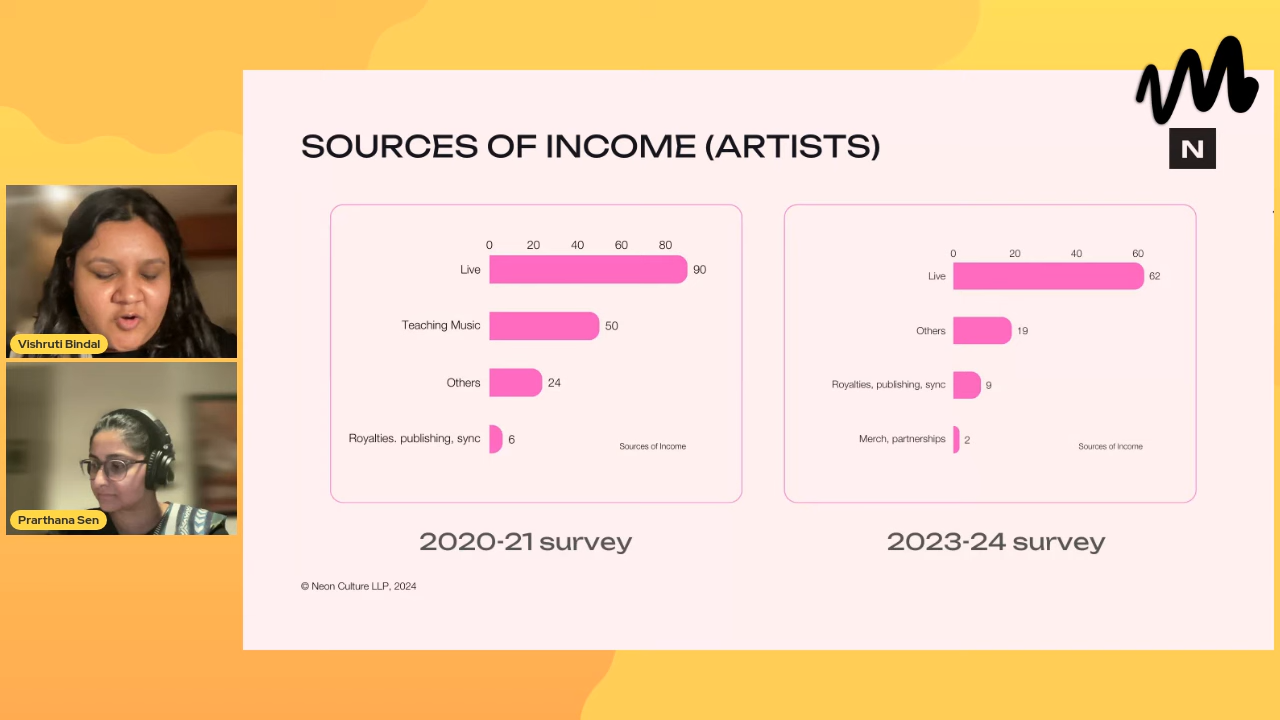 SOURCES OF INCOME (ARTISTS)
N
0 20 40 60 80
Live 90
Teaching Music 50
Others 24
Royalties. publishing, sync 6
Sources of Income
2020-21 survey
0 20 40 60
Live 62
Others 19
Royalties, publishing, sync 9
Merch, partnerships 2
Sources of income
2023-24 survey
© Neon Culture LLP, 2024
Vishruti Bindal
Prarthana Sen